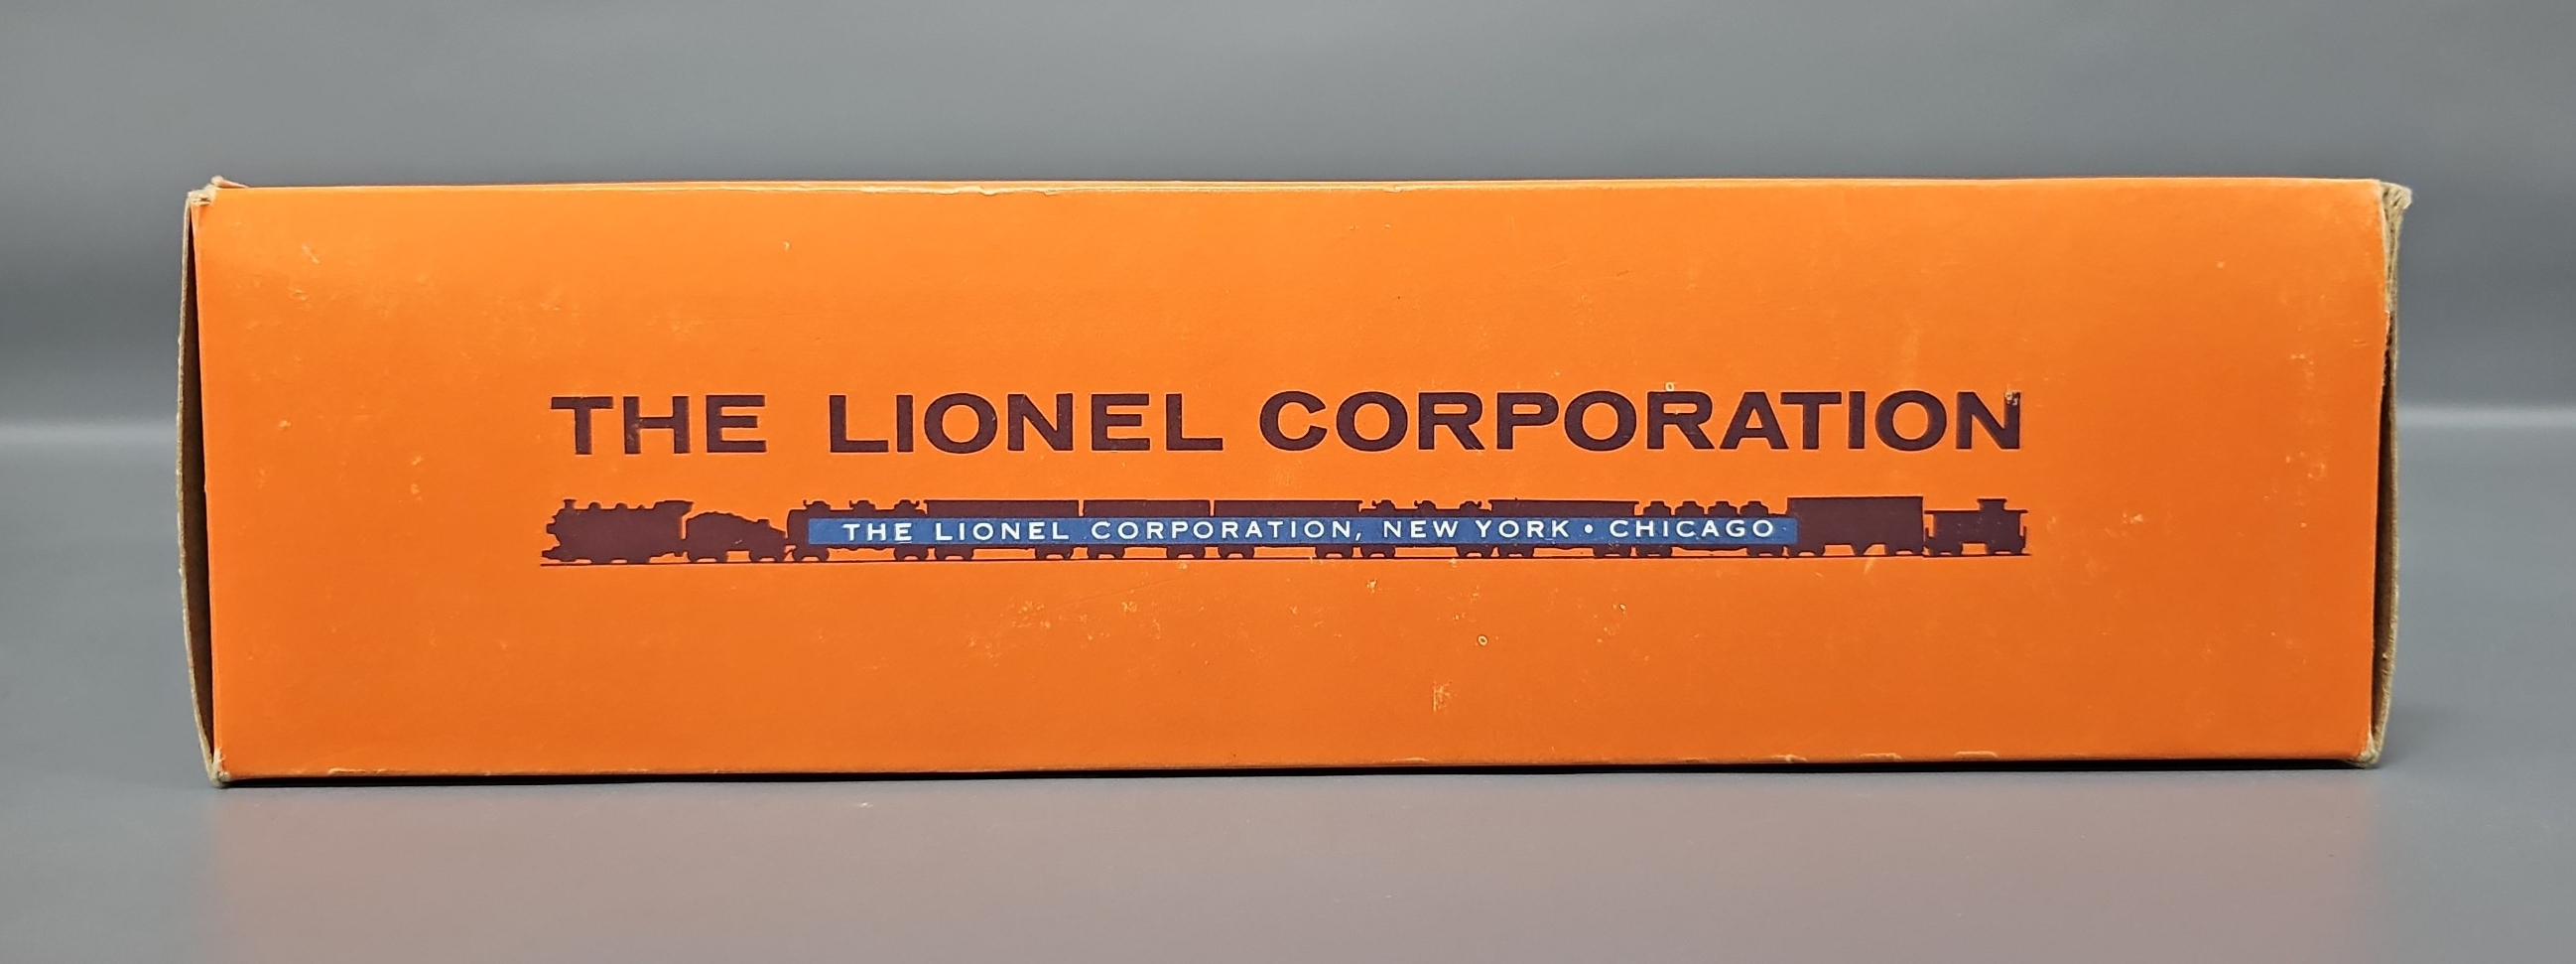 THE LIONEL CORPORATION
THE LIONEL CORPORATION, NEW YORK • CHICAGO